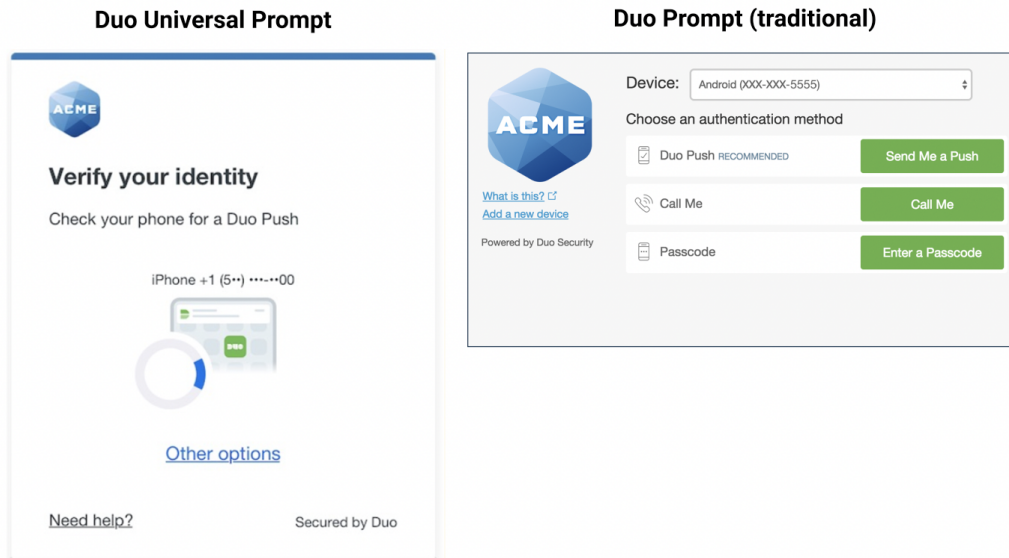 Duo Universal Prompt
ACME
Verify your identity
Check your phone for a Duo Push
iPhone +1 (5••) •••-••00
DUO
Other options
Need help?
Secured by Duo
Duo Prompt (traditional)
ACME
What is this?
Add a new device
Powered by Duo Security
Device: Android (XXX-XXX-5555)
Choose an authentication method
Duo Push RECOMMENDED Send Me a Push
Call Me Call Me
Passcode Enter a Passcode